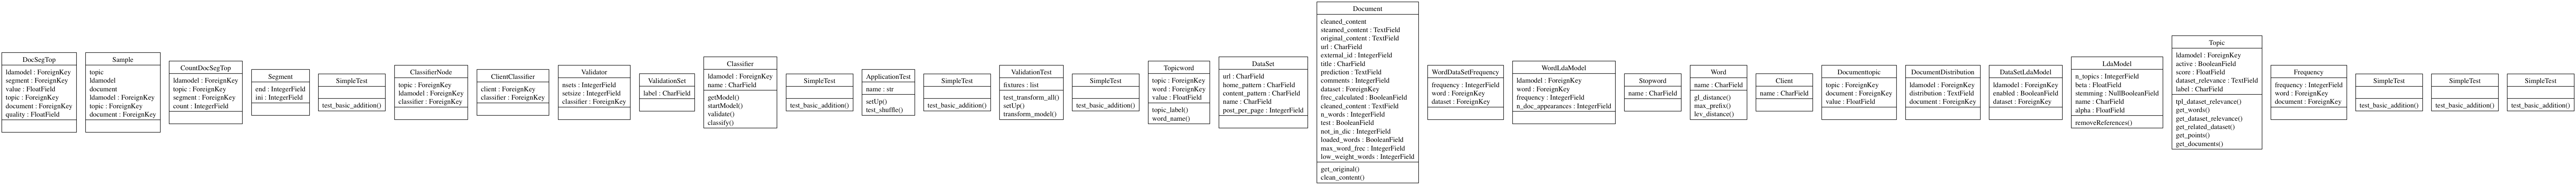 DocSegTop
ldamodel : ForeignKey
segment : ForeignKey
value : FloatField
topic : ForeignKey
document : ForeignKey
quality : FloatField
Sample
topic
ldamodel
document
ldamodel : ForeignKey
topic : ForeignKey
document : ForeignKey
CountDocSegTop
ldamodel : ForeignKey
topic : ForeignKey
segment : ForeignKey
count : IntegerField
Segment
end : IntegerField
ini : IntegerField
SimpleTest
test_basic_addition()
ClassifierNode
topic : ForeignKey
ldamodel : ForeignKey
classifier : ForeignKey
ClientClassifier
client : ForeignKey
classifier : ForeignKey
Validator
nsets : IntegerField
setsize : IntegerField
classifier : ForeignKey
ValidationSet
label : CharField
Classifier
ldamodel : ForeignKey
name : CharField
getModel()
startModel()
validate()
classify()
SimpleTest
test_basic_addition()
ApplicationTest
name : str
setUp()
test_shuffle()
SimpleTest
test_basic_addition()
ValidationTest
fixtures : list
test_transform_all()
setUp()
transform_model()
SimpleTest
test_basic_addition()
Topicword
topic : ForeignKey
word : ForeignKey
value : FloatField
topic_label()
word_name()
DataSet
url : CharField
home_pattern : CharField
content_pattern : CharField
name : CharField
post_per_page : IntegerField
Document
cleaned_content
steamed_content : TextField
original_content : TextField
url : CharField
external_id : IntegerField
title : CharField
prediction : TextField
comments : IntegerField
dataset : ForeignKey
frec_calculated : BooleanField
cleaned_content : TextField
n_words : IntegerField
test : BooleanField
not_in_dic : IntegerField
loaded_words : BooleanField
max_word_frec : IntegerField
low_weight_words : IntegerField
get_original()
clean_content()
WordDataSetFrequency
frequency : IntegerField
word : ForeignKey
dataset : ForeignKey
WordLdaModel
ldamodel : ForeignKey
word : ForeignKey
frequency : IntegerField
n_doc_appearances : IntegerField
Stopword
name : CharField
Word
name : CharField
gl_distance()
max_prefix()
lev_distance()
Client
name : CharField
Documenttopic
topic : ForeignKey
document : ForeignKey
value : FloatField
DocumentDistribution
ldamodel : ForeignKey
distribution : TextField
document : ForeignKey
DataSetLdaModel
ldamodel : ForeignKey
enabled : BooleanField
dataset : ForeignKey
LdaModel
n_topics : IntegerField
beta : FloatField
stemming : NullBooleanField
name : CharField
alpha : FloatField
removeReferences()
Topic
ldamodel : ForeignKey
active : BooleanField
score : FloatField
dataset_relevance : TextField
label : CharField
tpl_dataset_relevance()
get_words()
get_dataset_relevance()
get_related_dataset()
get_points()
get_documents()
Frequency
frequency : IntegerField
word : ForeignKey
document : ForeignKey
SimpleTest
test_basic_addition()
SimpleTest
test_basic_addition()
SimpleTest
test_basic_addition()